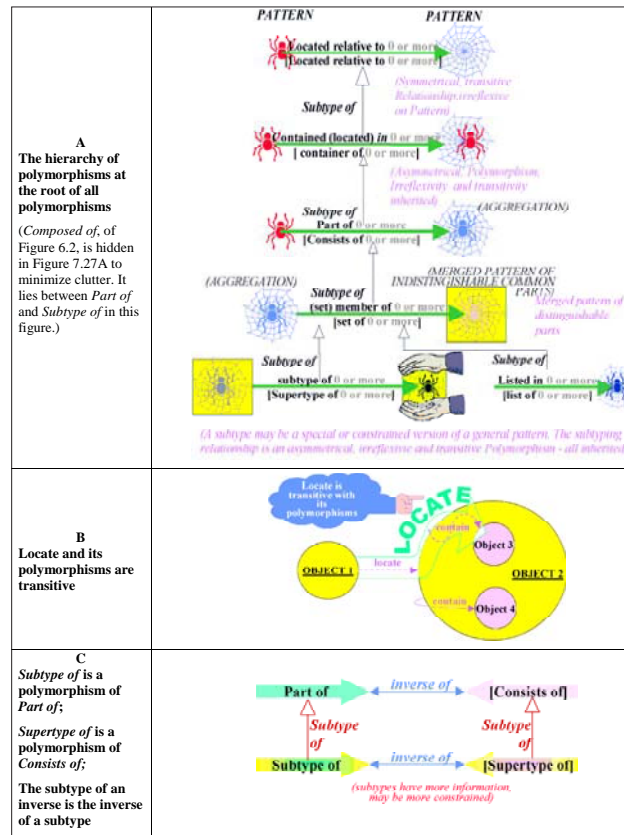 A
The hierarchy of
polymorphisms at
the root of all
polymorphisms
(Composed of, of
Figure 6.2, is hidden
in Figure 7.27A to
minimize clutter. It
lies between Part of
and Subtype of in this
figure.)
PATTERN
PATTERN
Located relative to 0 or more
[Located relative to 0 or more]
(Symmetrical, transitive
Relationship, irreflexive
on Pattern)
Subtype of
Contained (located) in 0 or more
[ container of 0 or more]
(Asymmetrical, Polymorphism,
Irreflexivity and transitivity
inherited)
Subtype of
(AGGREGATION)
Part of 0 or more
[Consists of 0 or more]
(AGGREGATION)
(MERGED PATTERN OF
INDISTINGUISHABLE COMMON
PARTS)
Subtype of
(set) member of 0 or more
[set of 0 or more]
Merged pattern of
distinguishable
parts
Subtype of
Subtype of
subtype of 0 or more
[Supertype of 0 or more]
Listed in 0 or more
[list of 0 or more]
(A subtype may be a special or constrained version of a general pattern. The subtyping
relationship is an asymmetrical, irreflexive and transitive Polymorphism - all inherited
B
Locate and its
polymorphisms are
transitive
Locate is
transitive with
its
polymorphisms
LOCATE
contain
Object 3
OBJECT 1
locate
OBJECT 2
contain
Object 4
C
Subtype of is a
polymorphism of
Part of;
Supertype of is a
polymorphism of
Consists of;
The subtype of an
inverse is the inverse
of a subtype
Part of
inverse of
[Consists of]
Subtype
of
Subtype
of
Subtype of
inverse of
[Supertype of]
(subtypes have more information,
may be more constrained)